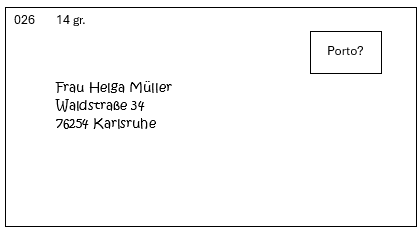 026 14 gr.
Porto?
Frau Helga Müller
Waldstraße 34
76254 Karlsruhe